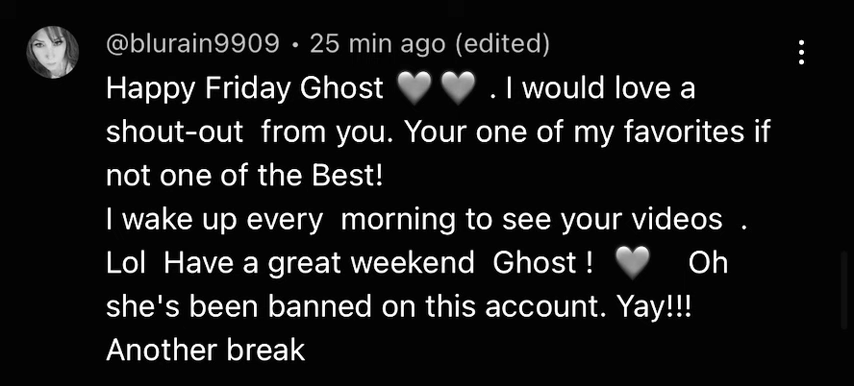 @blurain9909 • 25 min ago (edited)
Happy Friday Ghost 🩶🩶 . I would love a
shout-out  from you. Your one of my favorites if
not one of the Best!
I wake up every  morning to see your videos  .
Lol  Have a great weekend  Ghost !  🩶    Oh
she's been banned on this account. Yay!!!
Another break